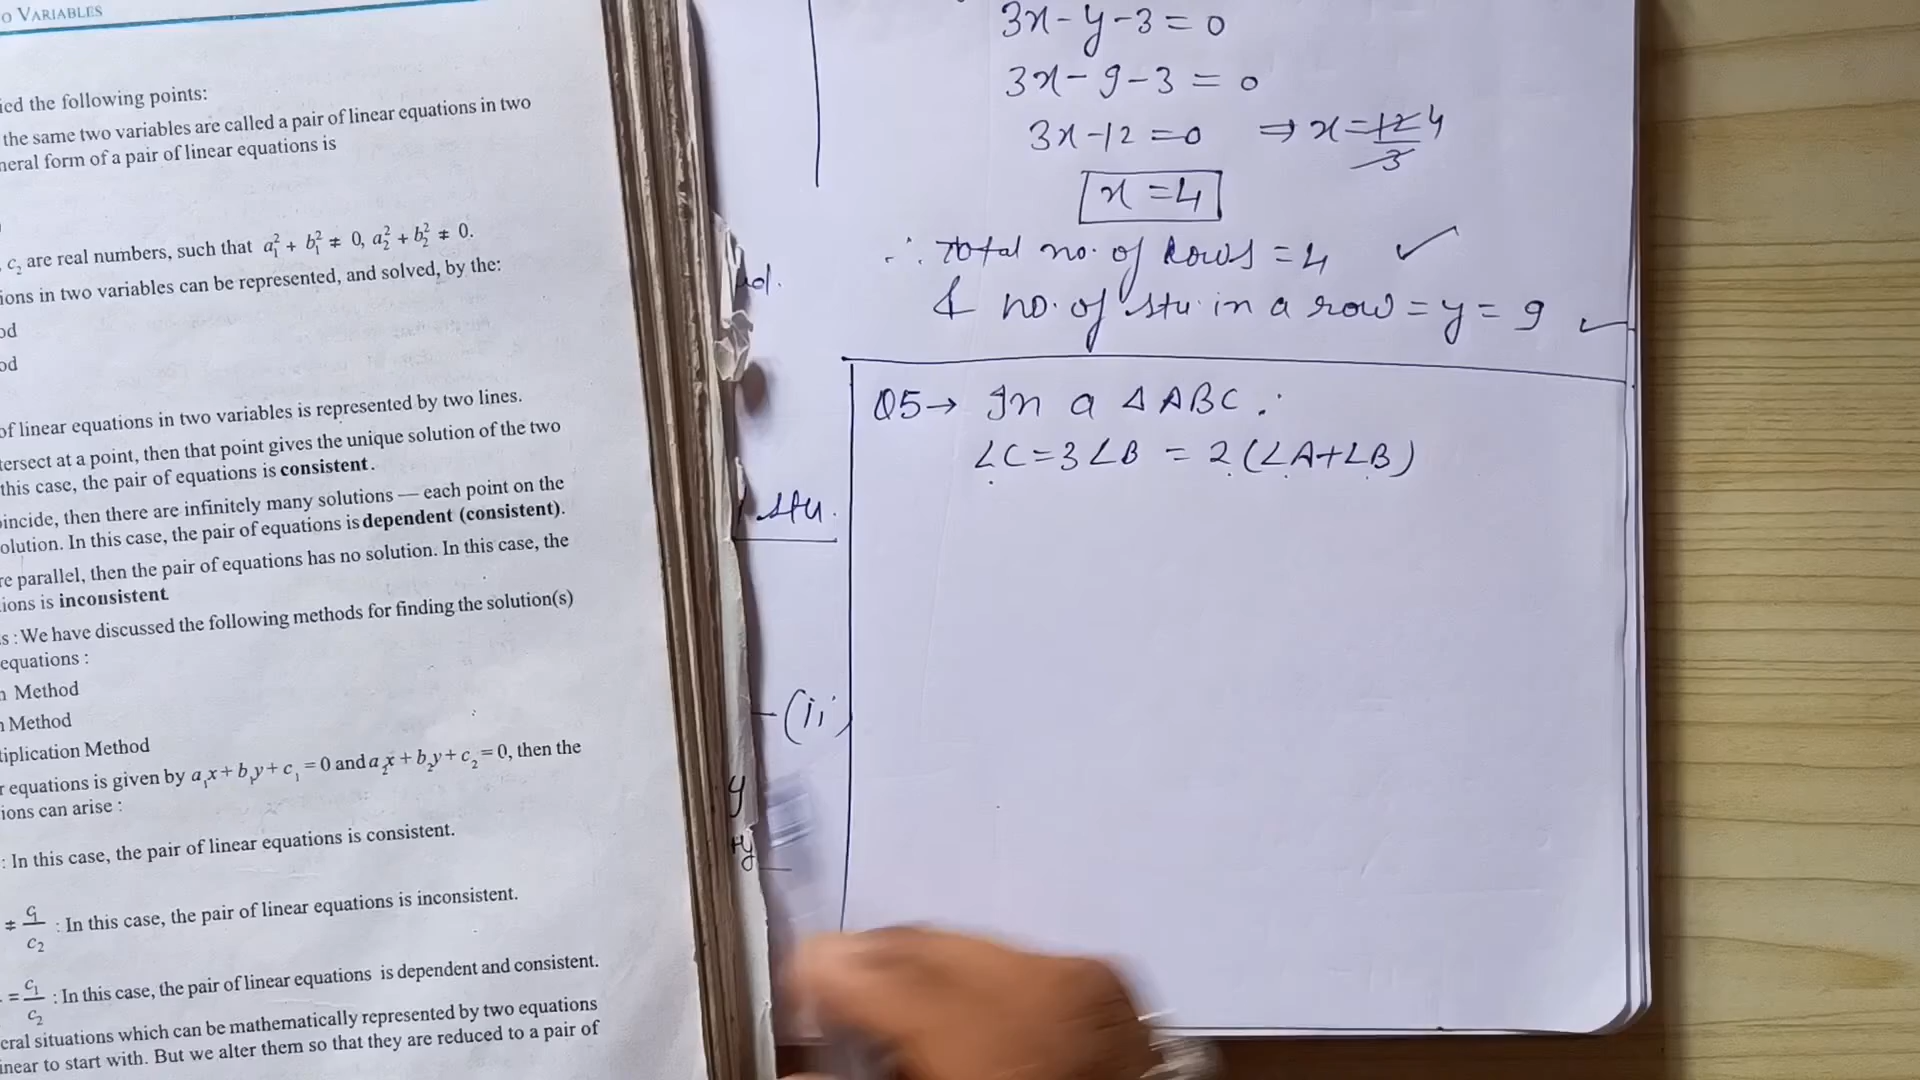 O VARIABLES
ied the following points:
the same two variables are called a pair of linear equations in two
neral form of a pair of linear equations is
c₂ are real numbers, such that a₁² + b₁² ≠ 0, a₂² + b₂² ≠ 0.
ions in two variables can be represented, and solved, by the:
od
od
of linear equations in two variables is represented by two lines.
tersect at a point, then that point gives the unique solution of the two
this case, the pair of equations is consistent.
oincide, then there are infinitely many solutions — each point on the
olution. In this case, the pair of equations is dependent (consistent).
re parallel, then the pair of equations has no solution. In this case, the
ions is inconsistent
s : We have discussed the following methods for finding the solution(s)
equations :
n Method
n Method
tiplication Method
r equations is given by a₁x + b₁y + c₁ = 0 and a₂x + b₂y + c₂ = 0, then the
ions can arise :
: In this case, the pair of linear equations is consistent.
≠ c₁/c₂ : In this case, the pair of linear equations is inconsistent.
= c₁/c₂ : In this case, the pair of linear equations is dependent and consistent.
eral situations which can be mathematically represented by two equations
inear to start with. But we alter them so that they are reduced to a pair of
stu.
(ii)
y
+y
3x - y - 3 = 0
3x - 9 - 3 = 0
3x - 12 = 0 ⇒ x = 12/3 4
x = 4
∴ total no. of rows = 4 ✓
& no. of stu. in a row = y = 9 ✓
Q5→ In a ΔABC ∴
∠C = 3∠B = 2(∠A+∠B)